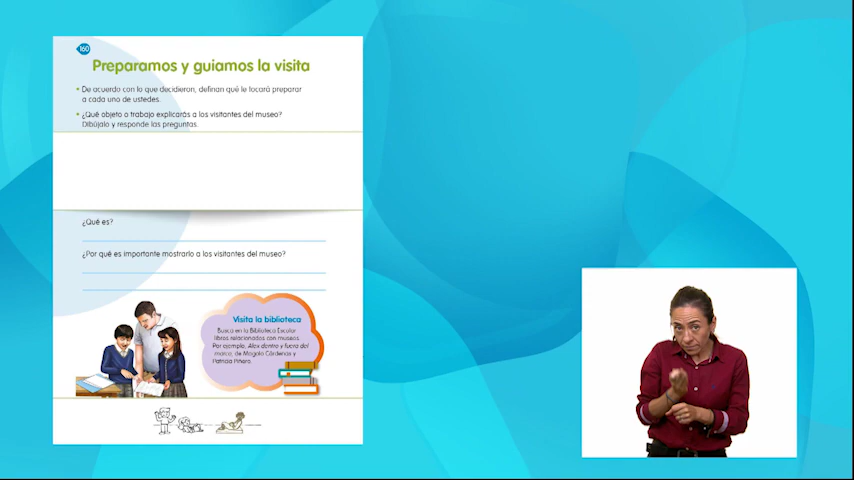 160
Preparamos y guiamos la visita
• De acuerdo con lo que decidieron, definan qué le tocará preparar
a cada uno de ustedes.
• ¿Qué objeto o trabajo explicarás a los visitantes del museo?
Dibújalo y responde las preguntas.
¿Qué es?
¿Por qué es importante mostrarlo a los visitantes del museo?
Visita la biblioteca
Busca en la Biblioteca Escolar
libros relacionados con museos.
Por ejemplo, Alex dentro y fuera del
marco, de Magolo Cárdenas y
Patricia Piñero.